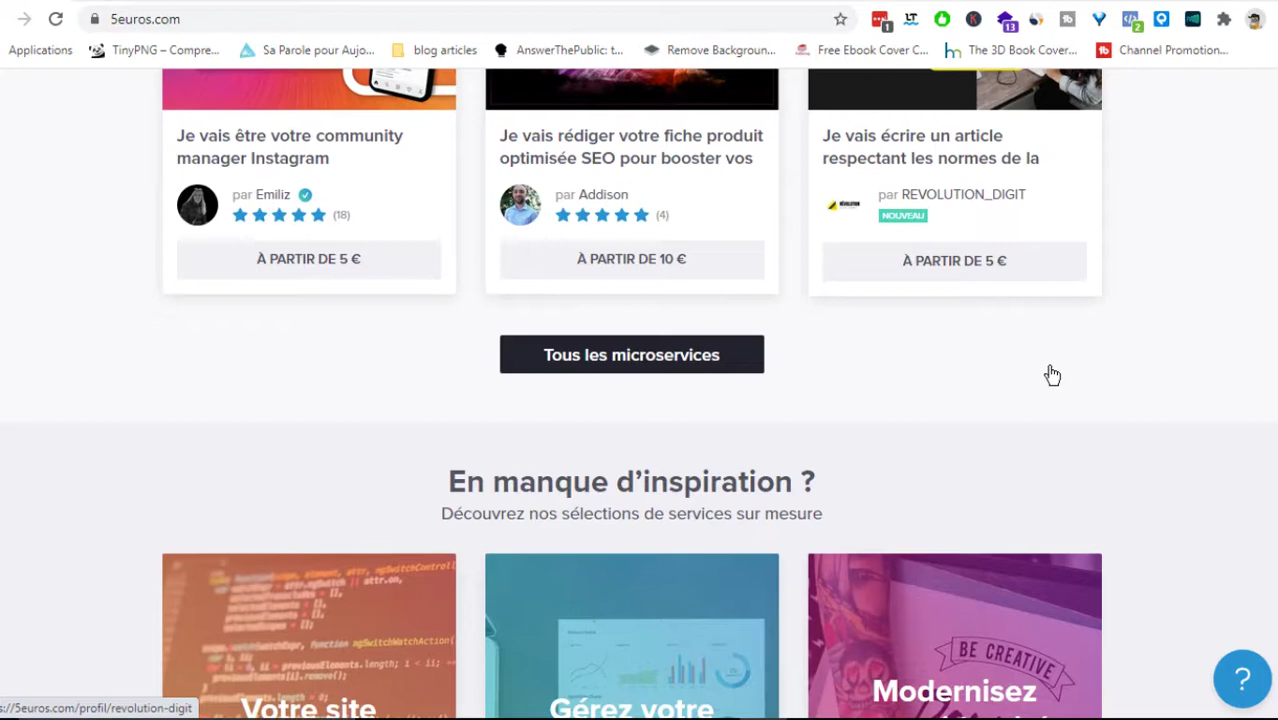 5euros.com
1
13
2
Applications
TinyPNG – Compre...
Sa Parole pour Aujo...
blog articles
AnswerThePublic: t...
Remove Backgroun...
Free Ebook Cover C...
The 3D Book Cover...
Channel Promotion...
Je vais être votre community
manager Instagram
par Emiliz
(18)
À PARTIR DE 5 €
Je vais rédiger votre fiche produit
optimisée SEO pour booster vos
par Addison
(4)
À PARTIR DE 10 €
Je vais écrire un article
respectant les normes de la
par REVOLUTION_DIGIT
NOUVEAU
À PARTIR DE 5 €
Tous les microservices
En manque d’inspiration ?
Découvrez nos sélections de services sur mesure
Votre site
Gérez votre
BE CREATIVE
Modernisez
?
s://5euros.com/profil/revolution-digit